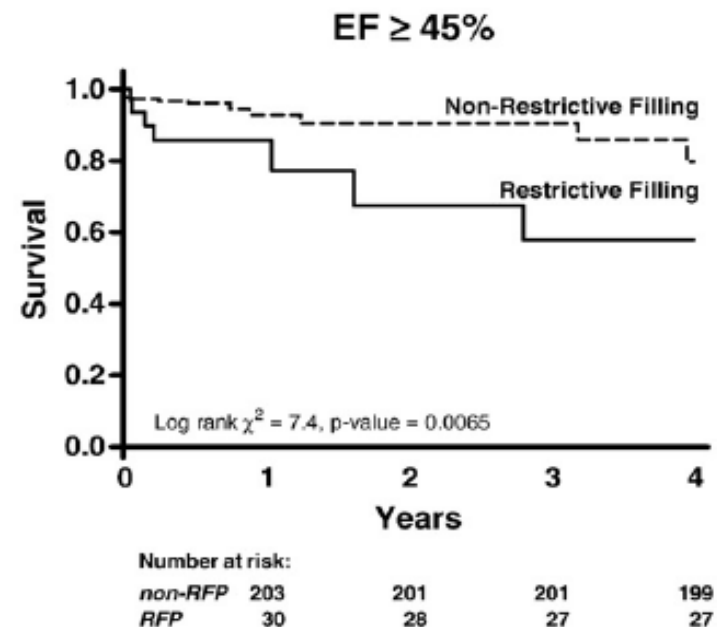 EF ≥ 45%
1.0
Non-Restrictive Filling
0.8
Restrictive Filling
0.6
Survival
0.4
0.2
Log rank χ² = 7.4, p-value = 0.0065
0.0
0 1 2 3 4
Years
Number at risk:
non-RFP 203 201 201 199
RFP 30 28 27 27